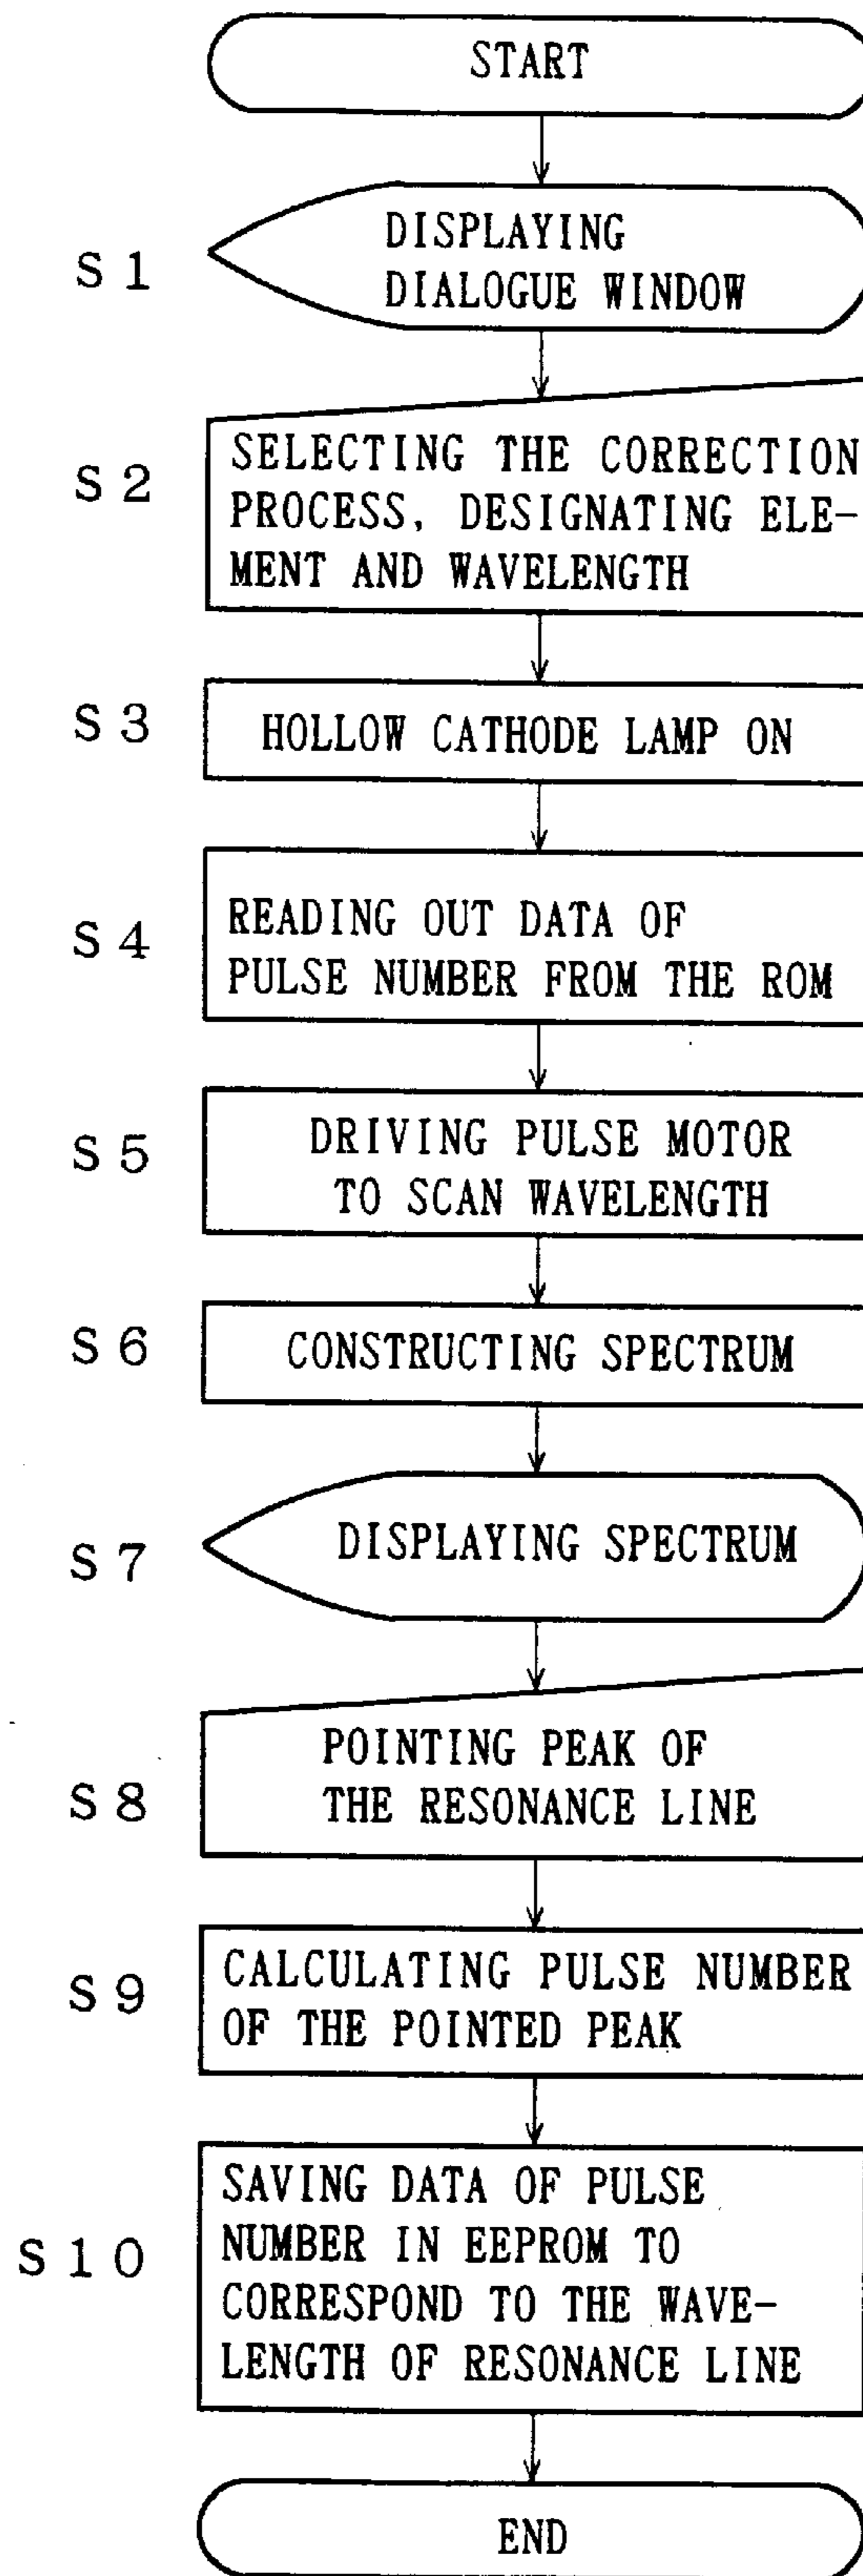 START
S 1
DISPLAYING
DIALOGUE WINDOW
S 2
SELECTING THE CORRECTION
PROCESS, DESIGNATING ELE-
MENT AND WAVELENGTH
S 3
HOLLOW CATHODE LAMP ON
S 4
READING OUT DATA OF
PULSE NUMBER FROM THE ROM
S 5
DRIVING PULSE MOTOR
TO SCAN WAVELENGTH
S 6
CONSTRUCTING SPECTRUM
S 7
DISPLAYING SPECTRUM
S 8
POINTING PEAK OF
THE RESONANCE LINE
S 9
CALCULATING PULSE NUMBER
OF THE POINTED PEAK
S 1 0
SAVING DATA OF PULSE
NUMBER IN EEPROM TO
CORRESPOND TO THE WAVE-
LENGTH OF RESONANCE LINE
END